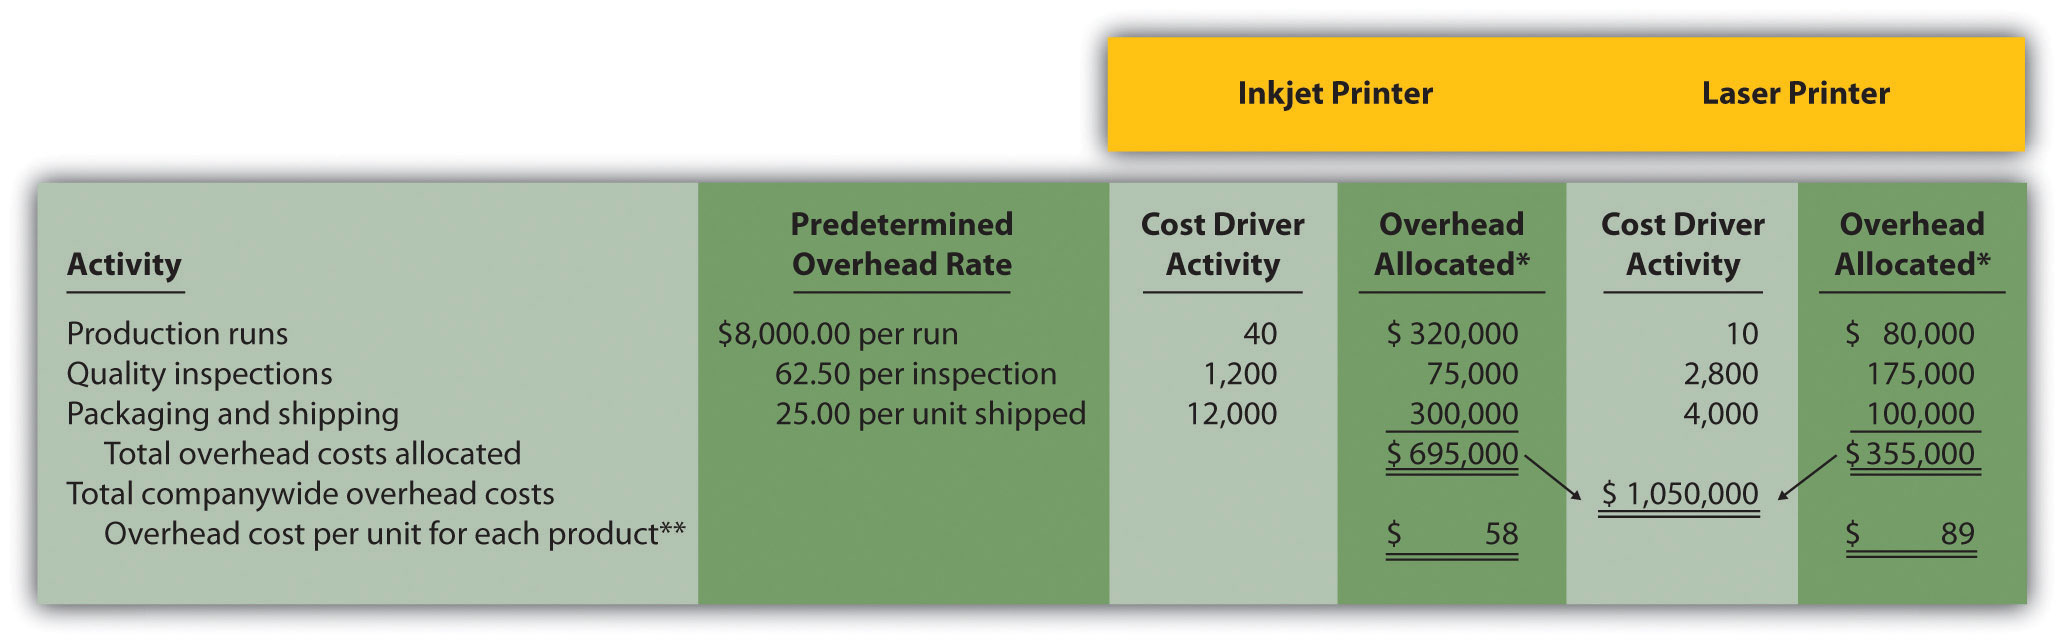 Inkjet Printer Laser Printer
Predetermined Cost Driver Overhead Cost Driver Overhead
Activity Overhead Rate Activity Allocated* Activity Allocated*
Production runs $8,000.00 per run 40 $ 320,000 10 $ 80,000
Quality inspections 62.50 per inspection 1,200 75,000 2,800 175,000
Packaging and shipping 25.00 per unit shipped 12,000 300,000 4,000 100,000
Total overhead costs allocated $ 695,000 $ 355,000
Total companywide overhead costs $ 1,050,000
Overhead cost per unit for each product** $ 58 $ 89